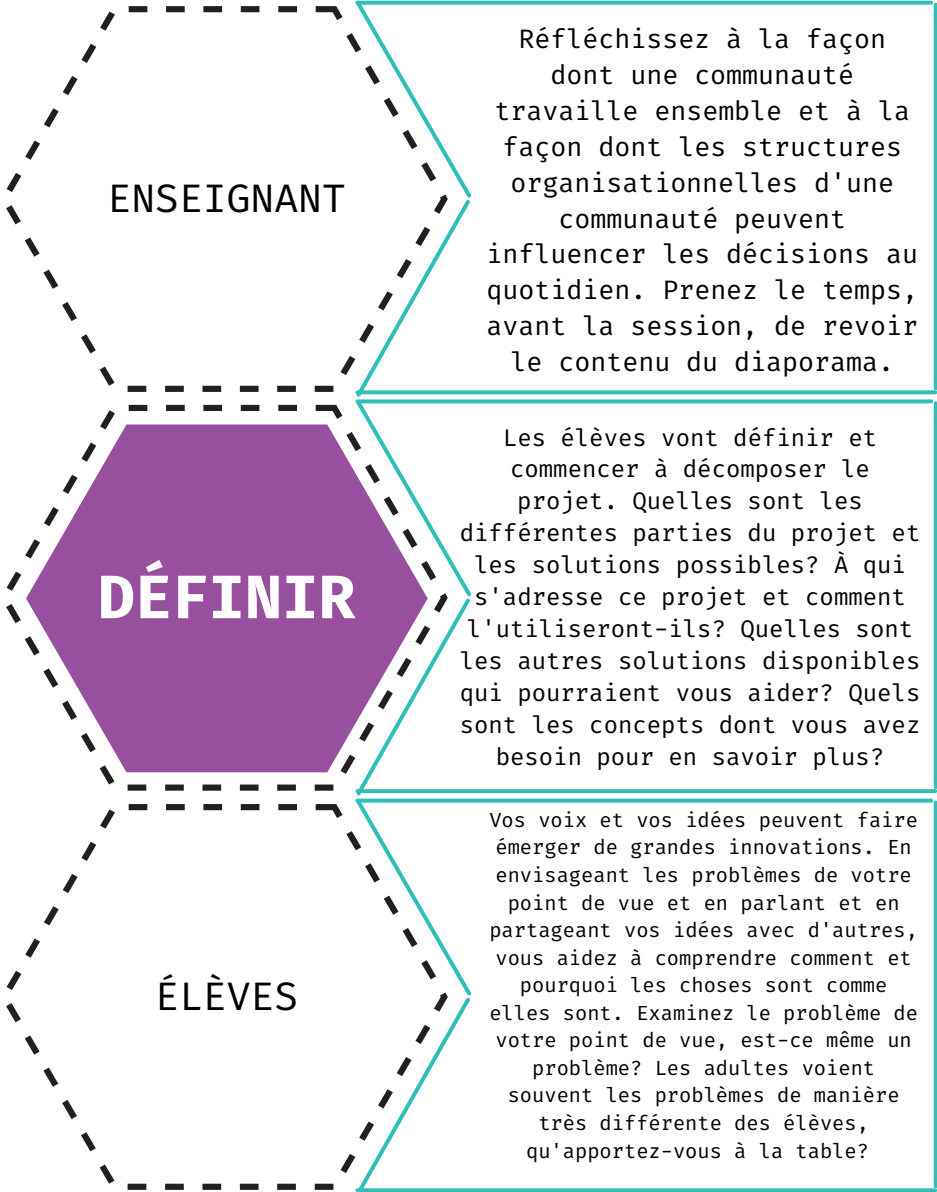 ENSEIGNANT
Réfléchissez à la façon
dont une communauté
travaille ensemble et à la
façon dont les structures
organisationnelles d'une
communauté peuvent
influencer les décisions au
quotidien. Prenez le temps,
avant la session, de revoir
le contenu du diaporama.
DÉFINIR
Les élèves vont définir et
commencer à décomposer le
projet. Quelles sont les
différentes parties du projet et
les solutions possibles? À qui
s'adresse ce projet et comment
l'utiliseront-ils? Quelles sont
les autres solutions disponibles
qui pourraient vous aider? Quels
sont les concepts dont vous avez
besoin pour en savoir plus?
ÉLÈVES
Vos voix et vos idées peuvent faire
émerger de grandes innovations. En
envisageant les problèmes de votre
point de vue et en parlant et en
partageant vos idées avec d'autres,
vous aidez à comprendre comment et
pourquoi les choses sont comme
elles sont. Examinez le problème de
votre point de vue, est-ce même un
problème? Les adultes voient
souvent les problèmes de manière
très différente des élèves,
qu'apportez-vous à la table?